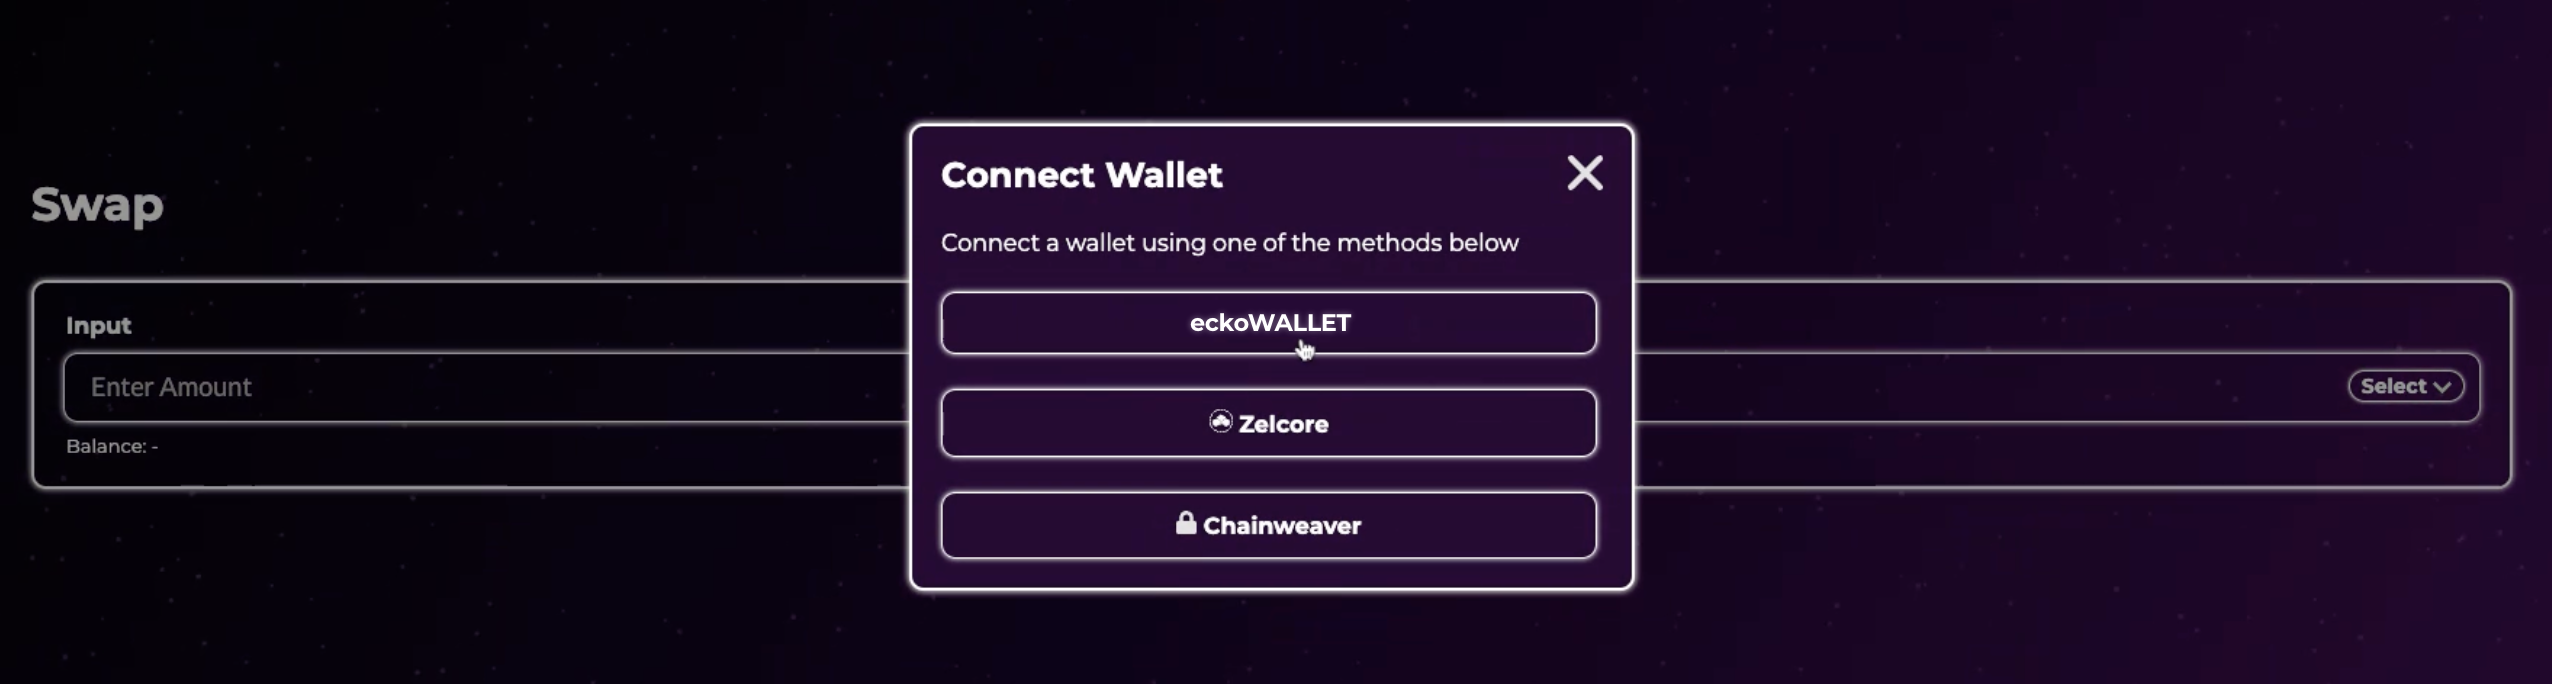 Swap
Input
Enter Amount
Select
Balance: -
Connect Wallet
Connect a wallet using one of the methods below
eckoWALLET
Zelcore
Chainweaver